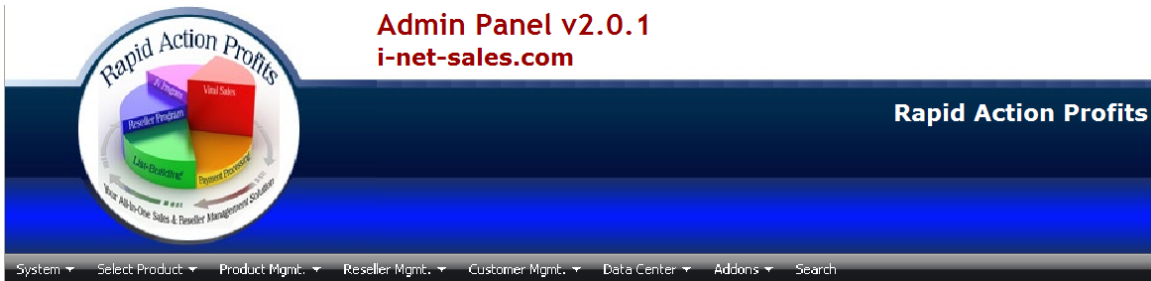 Admin Panel v2.0.1
i-net-sales.com
Rapid Action Profits
Rapid Action Profits
Viral Sales
Reseller Program
List-Building
Payment Processing
Your All-in-One Sales & Reseller Management Solution
System
Select Product
Product Mgmt.
Reseller Mgmt.
Customer Mgmt.
Data Center
Addons
Search